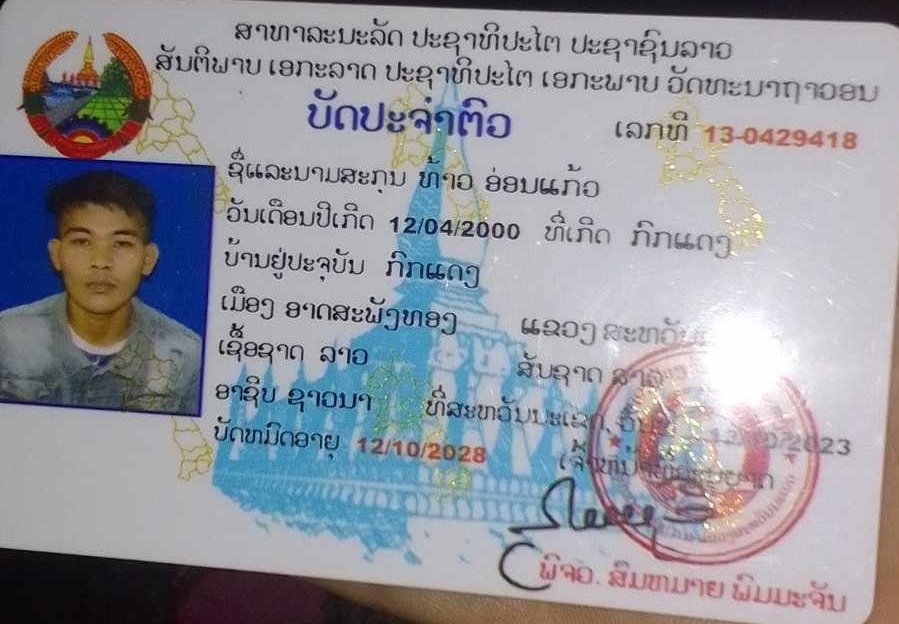 ສາທາລະນະລັດ ປະຊາທິປະໄຕ ປະຊາຊົນລາວ
ສັນຕິພາບ ເອກະລາດ ປະຊາທິປະໄຕ ເອກະພາບ ວັດທະນາຖາວອນ
ບັດປະຈຳຕົວ
ເລກທີ 13-0429418
ຊື່ແລະນາມສະກຸນ ທ້າວ ອ່ອນແກ້ວ
ວັນເດືອນປີເກີດ 12/04/2000 ທີ່ເກີດ ກົກແດງ
ບ້ານຢູ່ປະຈຸບັນ ກົກແດງ
ເມືອງ ອາດສະພັງທອງ ແຂວງ ສະຫວັນ
ເຊື້ອຊາດ ລາວ ສັນຊາດ ລາວ
ອາຊີບ ຊາວນາ ທີ່ສະຫວັນນະເຂດ, ວັນທີ 12/10/2023
ບັດຫມົດອາຍຸ 12/10/2028
ພິຈວ. ສົມຫມາຍ ພິມມະຈັນ